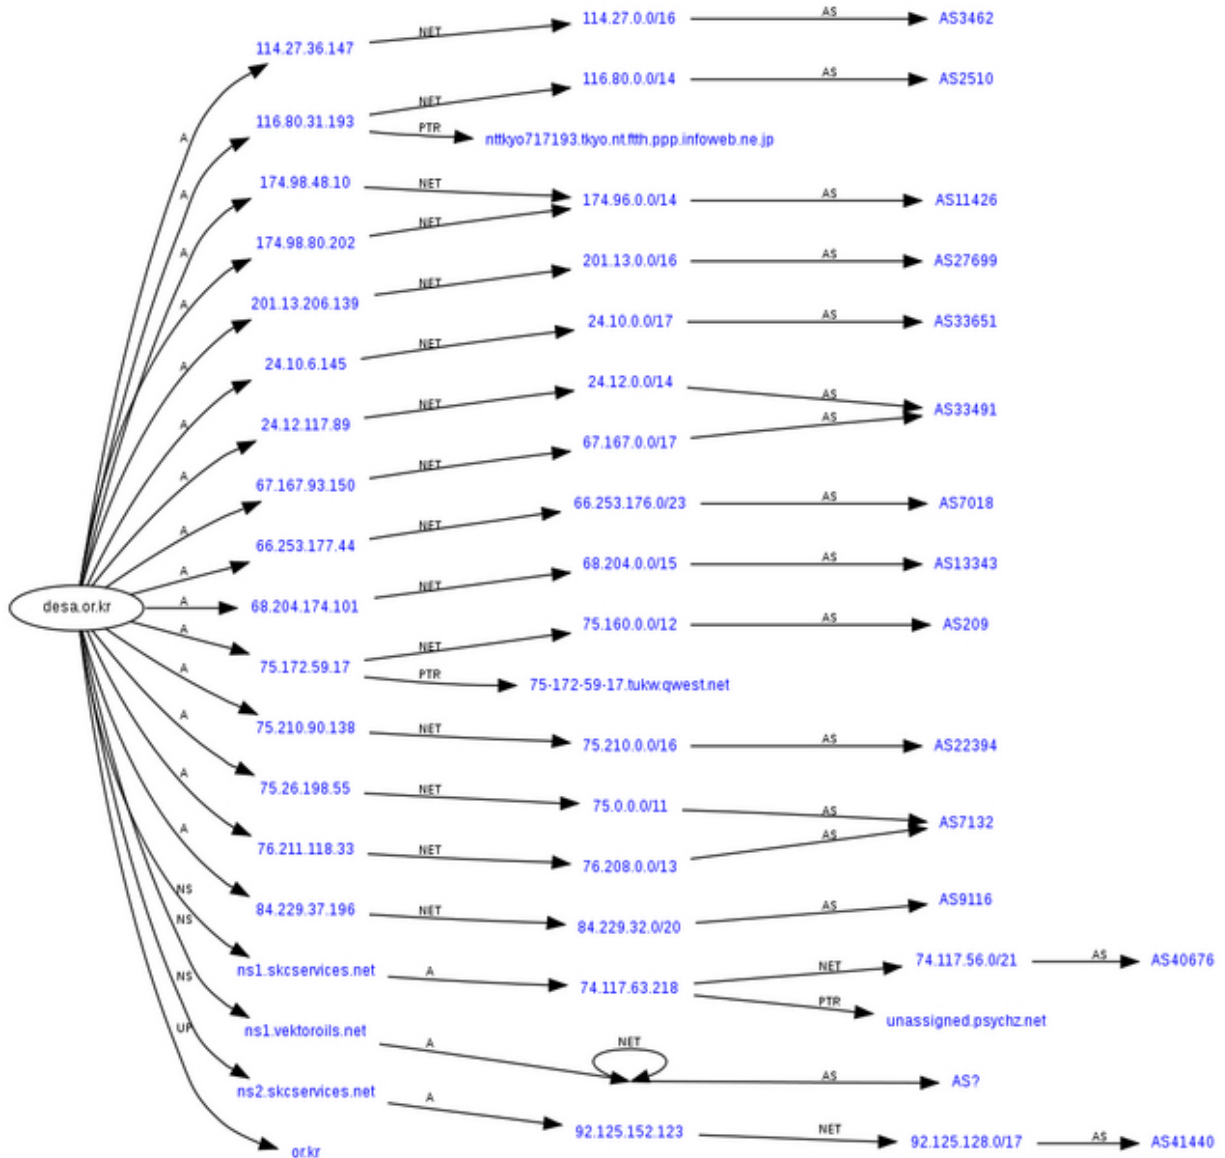 114.27.0.0/16 AS AS3462
NET
114.27.36.147
116.80.0.0/14 AS AS2510
NET
116.80.31.193
A PTR nttkyo717193.tkyo.nt.ftth.ppp.infoweb.ne.jp
174.98.48.10 NET
A 174.96.0.0/14 AS AS11426
NET
174.98.80.202
A 201.13.0.0/16 AS AS27699
NET
A 201.13.206.139
24.10.0.0/17 AS AS33651
NET
A 24.10.6.145
24.12.0.0/14 AS AS33491
NET
A 24.12.117.89
67.167.0.0/17 AS
NET
A 67.167.93.150
66.253.176.0/23 AS AS7018
NET
A 66.253.177.44
68.204.0.0/15 AS AS13343
A NET
desa.or.kr A 68.204.174.101
75.160.0.0/12 AS AS209
A NET
75.172.59.17
A PTR 75-172-59-17.tukw.qwest.net
A 75.210.90.138 NET
75.210.0.0/16 AS AS22394
A 75.26.198.55 NET
75.0.0.0/11 AS AS7132
A 76.211.118.33 NET
76.208.0.0/13 AS
NS 84.229.37.196 NET
84.229.32.0/20 AS AS9116
NS
ns1.skcservices.net A 74.117.63.218 NET 74.117.56.0/21 AS AS40676
NS PTR unassigned.psychz.net
UP ns1.vektoroils.net A NET
AS AS?
ns2.skcservices.net A
92.125.152.123 NET 92.125.128.0/17 AS AS41440
or.kr